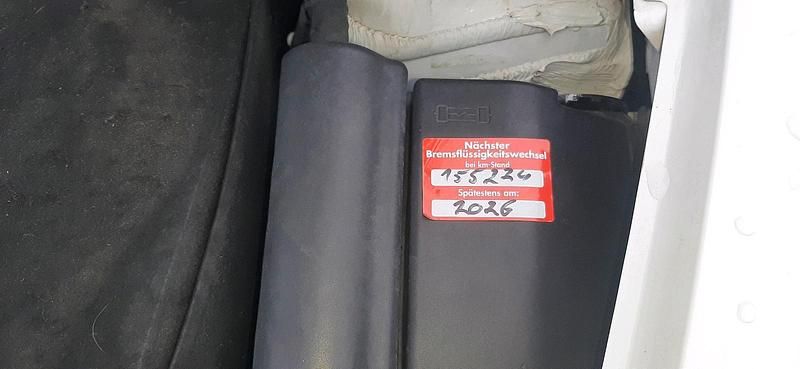 Nächster
Bremsflüssigkeitswechsel
bei km-Stand
155224
Spätestens am:
2026